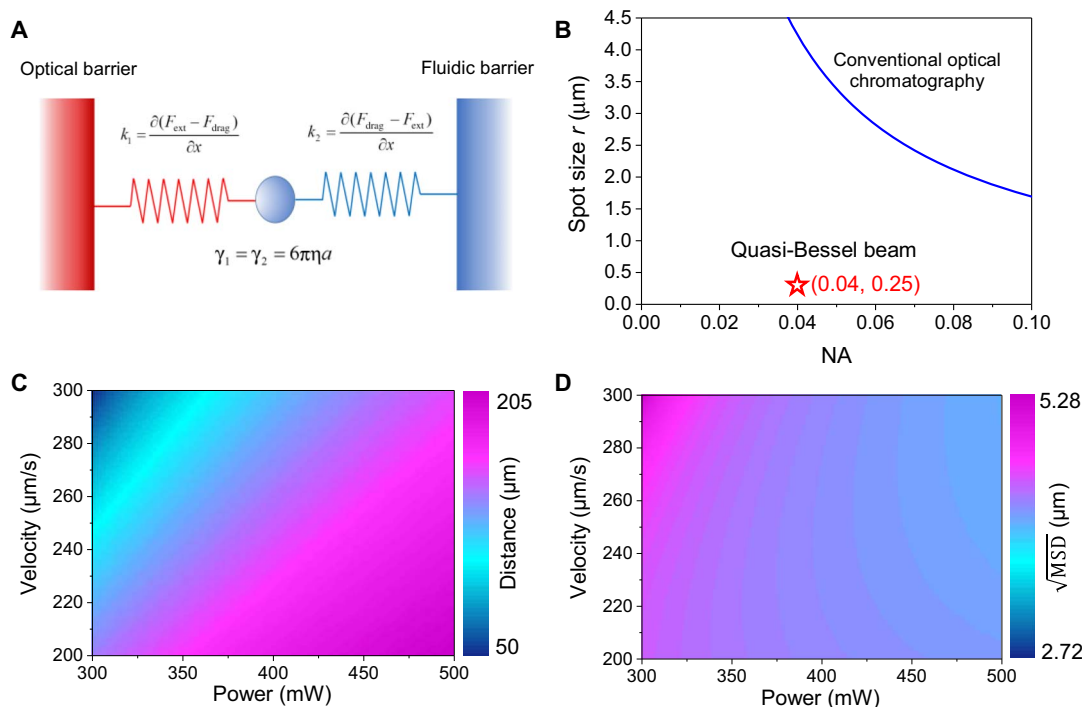 A
Optical barrier
Fluidic barrier
k₁ = ∂(F_ext − F_drag) / ∂x
k₂ = ∂(F_drag − F_ext) / ∂x
γ₁ = γ₂ = 6πηa
B
4.5
4.0
3.5
3.0
2.5
2.0
1.5
1.0
0.5
0.0
Spot size r (µm)
Conventional optical
chromatography
Quasi-Bessel beam
(0.04, 0.25)
0.00 0.02 0.04 0.06 0.08 0.10
NA
C
300
280
260
240
220
200
Velocity (µm/s)
300 350 400 450 500
Power (mW)
205
50
Distance (µm)
D
300
280
260
240
220
200
Velocity (µm/s)
300 350 400 450 500
Power (mW)
5.28
2.72
√MSD (µm)